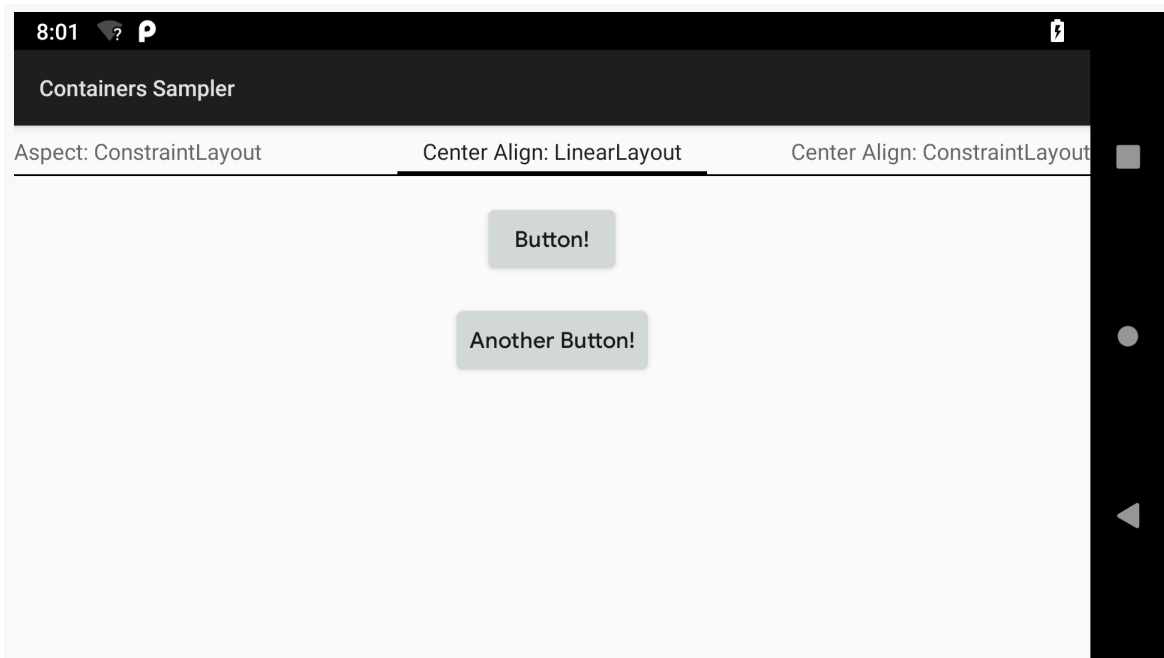 8:01
Containers Sampler
Aspect: ConstraintLayout Center Align: LinearLayout Center Align: ConstraintLayout
Button!
Another Button!